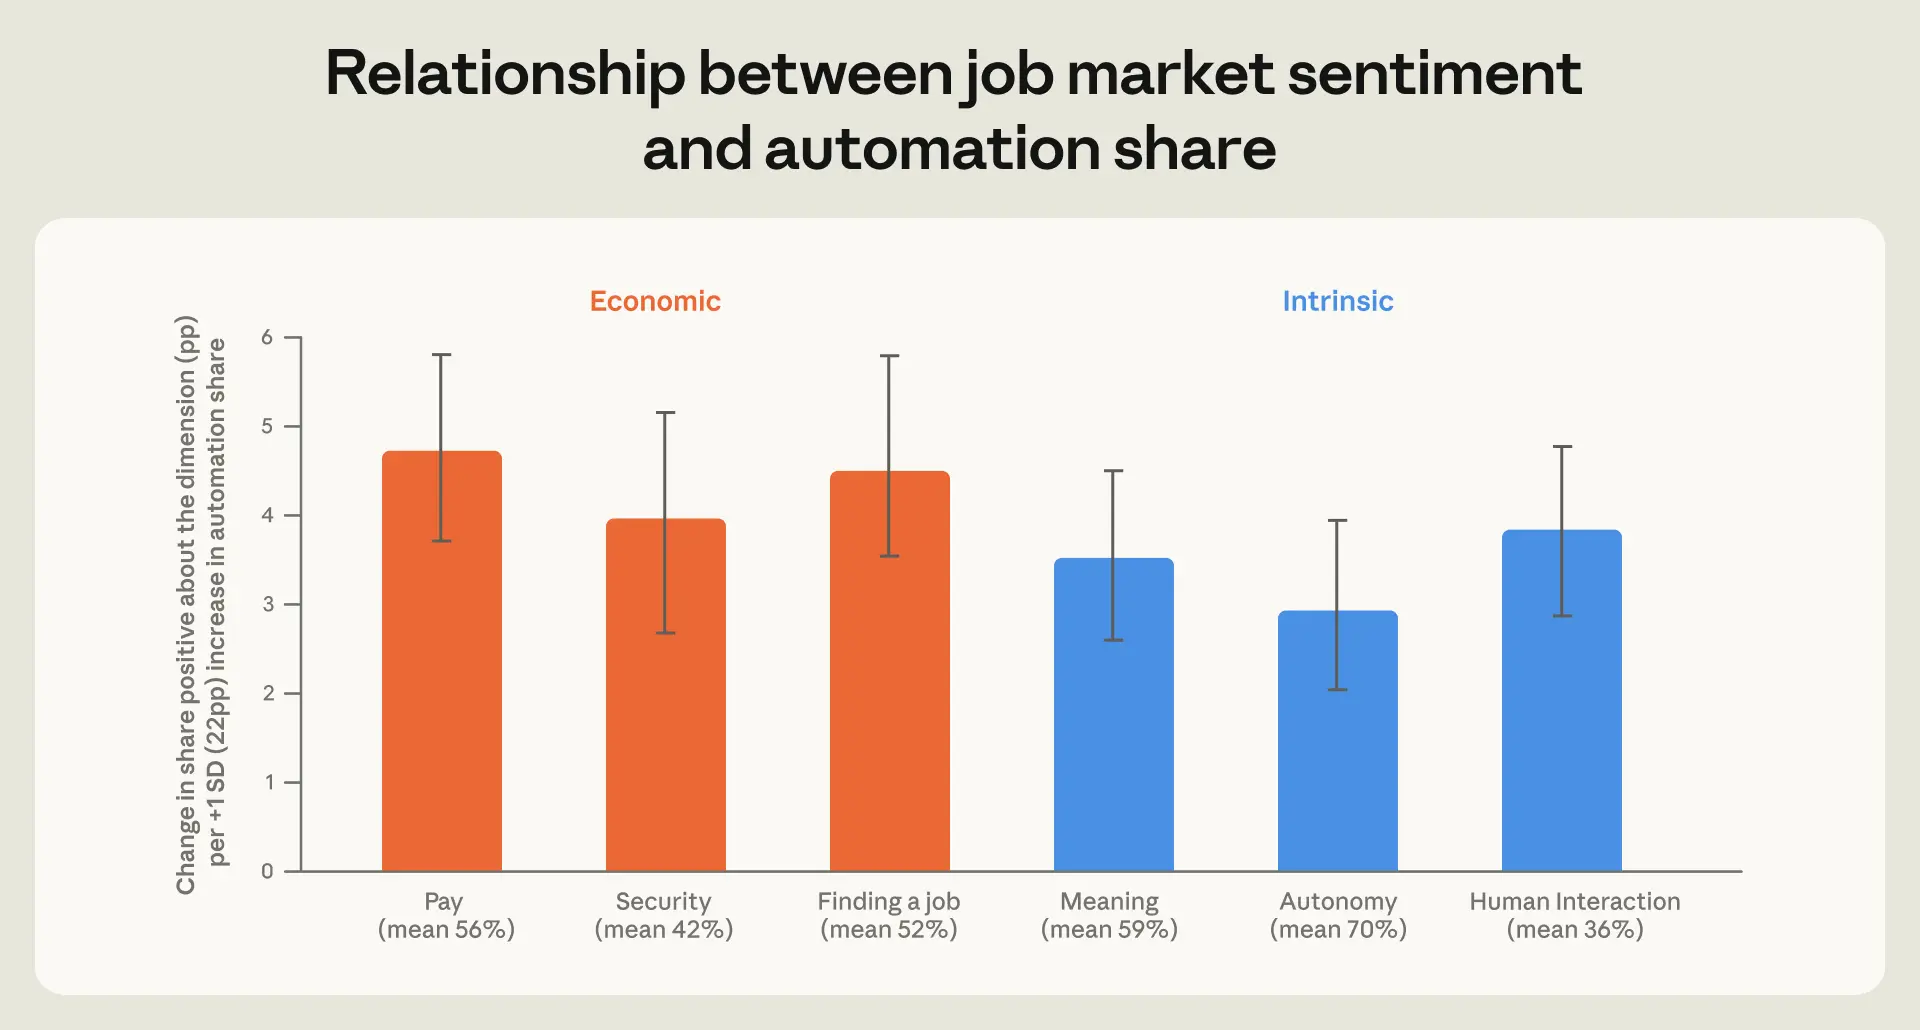 Relationship between job market sentiment
and automation share
Economic
Intrinsic
Change in share positive about the dimension (pp)
per +1 SD (22pp) increase in automation share
6
5
4
3
2
1
0
Pay
(mean 56%)
Security
(mean 42%)
Finding a job
(mean 52%)
Meaning
(mean 59%)
Autonomy
(mean 70%)
Human Interaction
(mean 36%)